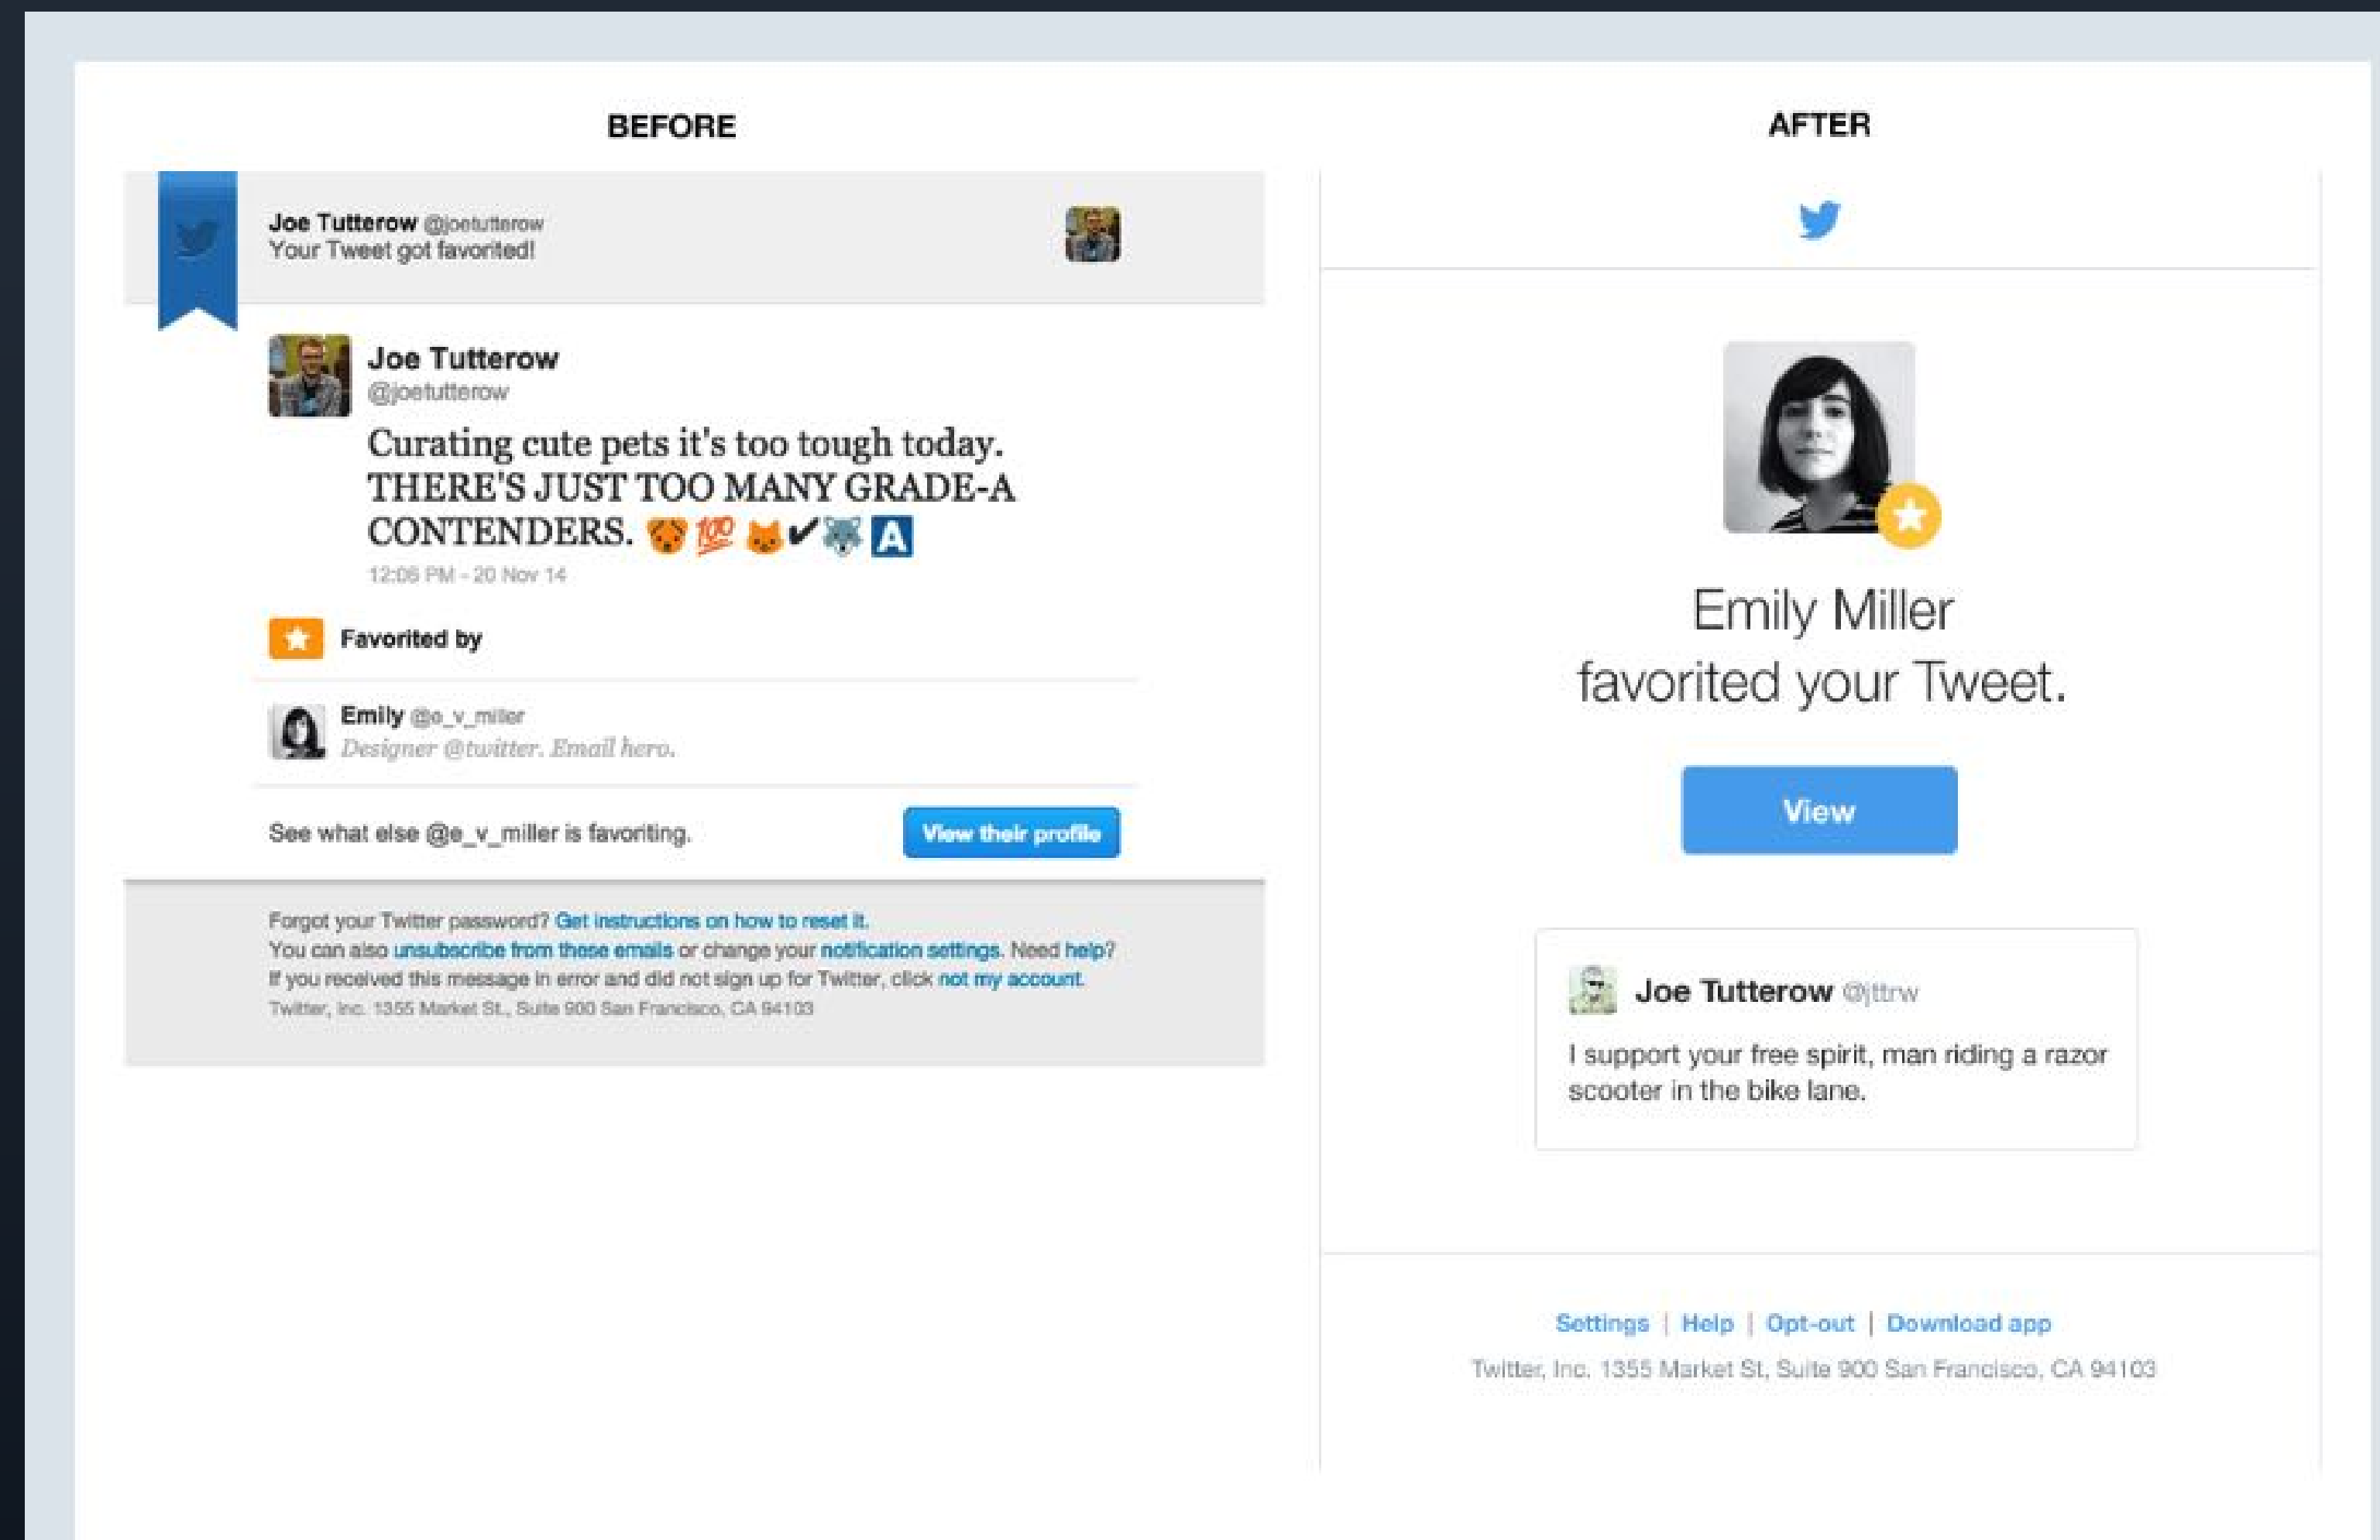 BEFORE
Joe Tutterow @joetutterow
Your Tweet got favorited!
Joe Tutterow
@joetutterow
Curating cute pets it's too tough today.
THERE'S JUST TOO MANY GRADE-A
CONTENDERS. 🐶 💯 🐱 ✔ 🐺 🅰
12:06 PM - 20 Nov 14
Favorited by
Emily @e_v_miller
Designer @twitter. Email hero.
See what else @e_v_miller is favoriting.
View their profile
Forgot your Twitter password? Get instructions on how to reset it.
You can also unsubscribe from these emails or change your notification settings. Need help?
If you received this message in error and did not sign up for Twitter, click not my account.
Twitter, Inc. 1355 Market St., Suite 900 San Francisco, CA 94103
AFTER
Emily Miller
favorited your Tweet.
View
Joe Tutterow @jttrw
I support your free spirit, man riding a razor
scooter in the bike lane.
Settings | Help | Opt-out | Download app
Twitter, Inc. 1355 Market St, Suite 900 San Francisco, CA 94103